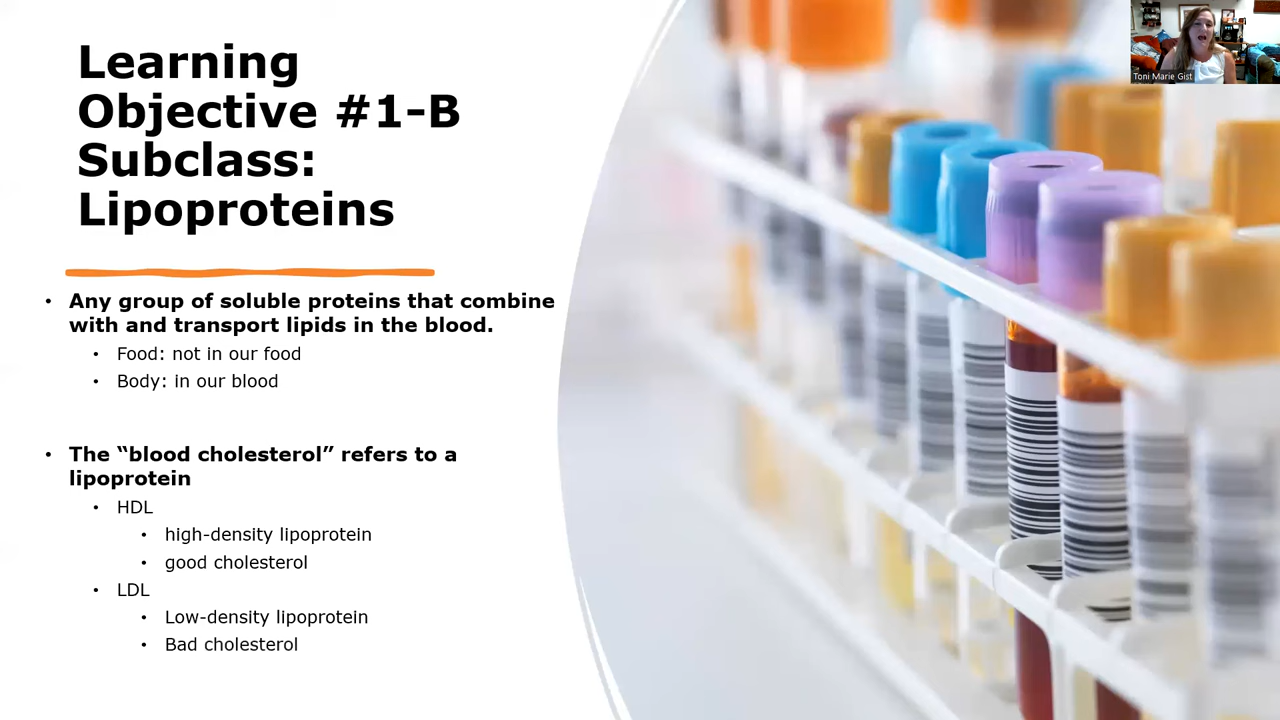 Learning
Objective #1-B
Subclass:
Lipoproteins
• Any group of soluble proteins that combine
with and transport lipids in the blood.
• Food: not in our food
• Body: in our blood
• The “blood cholesterol” refers to a
lipoprotein
• HDL
• high-density lipoprotein
• good cholesterol
• LDL
• Low-density lipoprotein
• Bad cholesterol
Toni Marie Gist